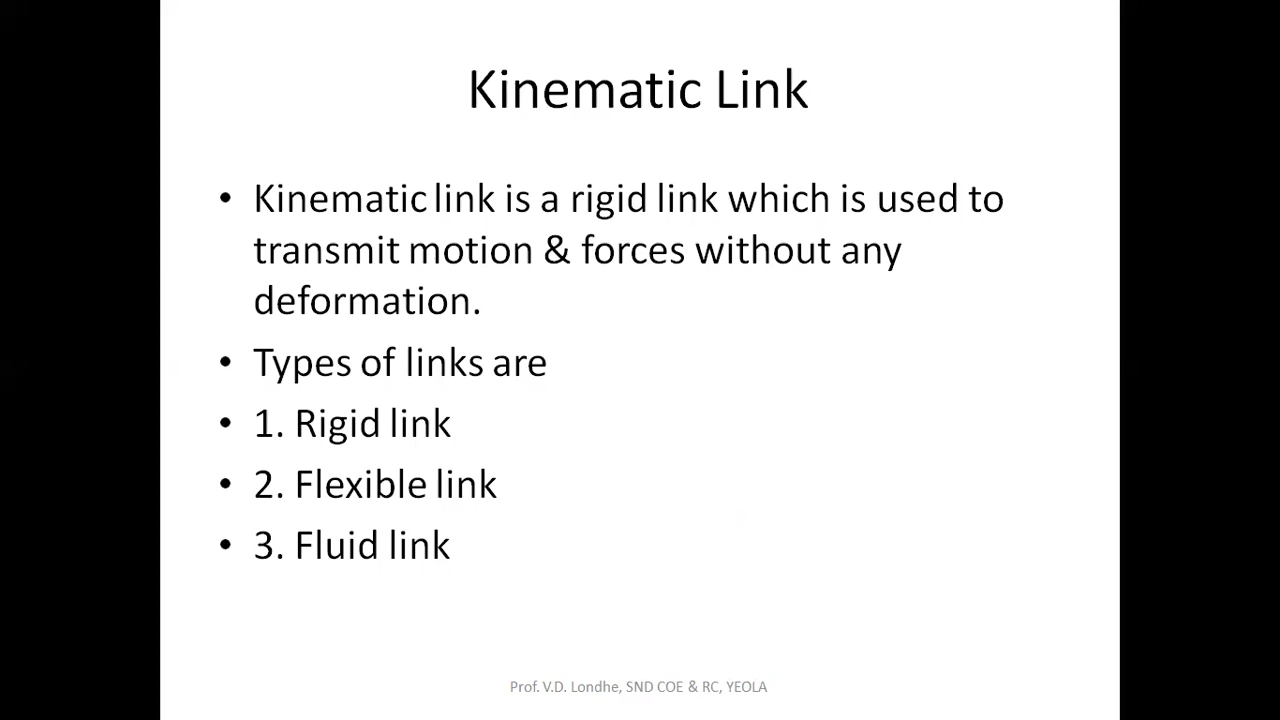 Kinematic Link
• Kinematic link is a rigid link which is used to
transmit motion & forces without any
deformation.
• Types of links are
• 1. Rigid link
• 2. Flexible link
• 3. Fluid link
Prof. V.D. Londhe, SND COE & RC, YEOLA